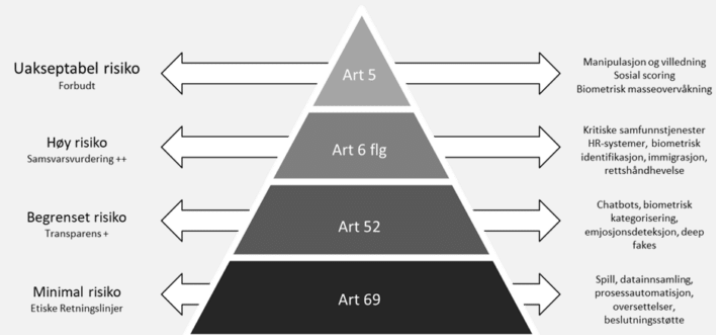 Uakseptabel risiko
Forbudt
Art 5
Manipulasjon og villedning
Sosial scoring
Biometrisk masseovervåkning
Høy risiko
Samsvarsvurdering ++
Art 6 flg
Kritiske samfunnstjenester
HR-systemer, biometrisk
identifikasjon, immigrasjon,
rettshåndhevelse
Begrenset risiko
Transparens +
Art 52
Chatbots, biometrisk
kategorisering,
emjosjonsdeteksjon, deep
fakes
Minimal risiko
Etiske Retningslinjer
Art 69
Spill, datainnsamling,
prosessautomatisjon,
oversettelser,
beslutningsstøtte